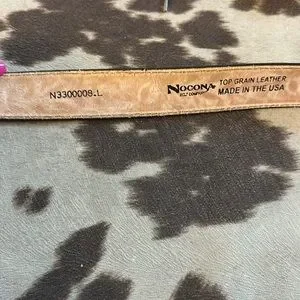 N3300008.L
NOCONA
BELT COMPANY
TOP GRAIN LEATHER
MADE IN THE USA